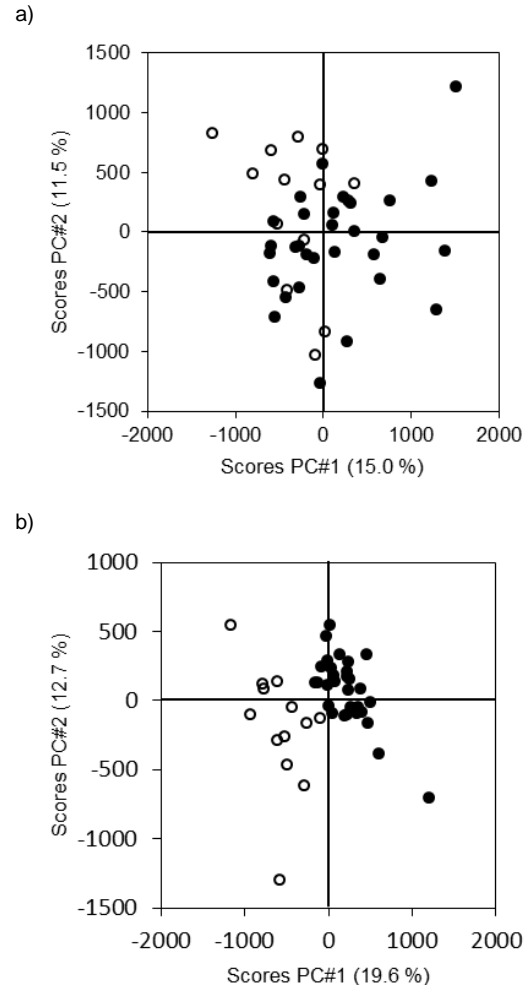 a)
1500
1000
500
0
-500
-1000
-1500
Scores PC#2 (11.5 %)
-2000 -1000 0 1000 2000
Scores PC#1 (15.0 %)
b)
1000
500
0
-500
-1000
-1500
Scores PC#2 (12.7 %)
-2000 -1000 0 1000 2000
Scores PC#1 (19.6 %)